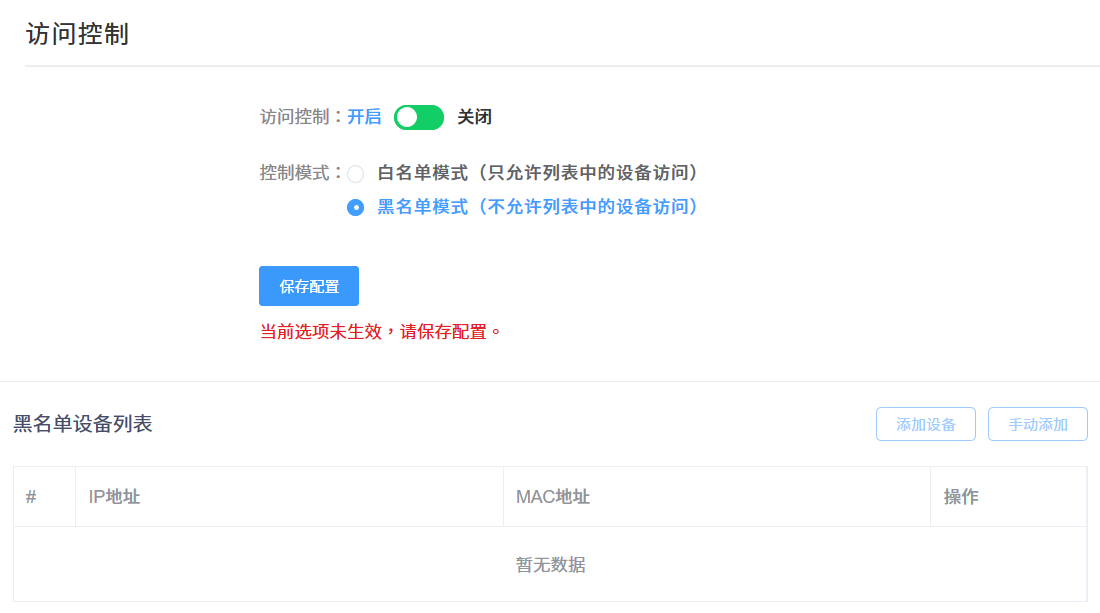 访问控制
访问控制：开启 关闭
控制模式： 白名单模式（只允许列表中的设备访问）
黑名单模式（不允许列表中的设备访问）
保存配置
当前选项未生效，请保存配置。
黑名单设备列表 添加设备 手动添加
# IP地址 MAC地址 操作
暂无数据